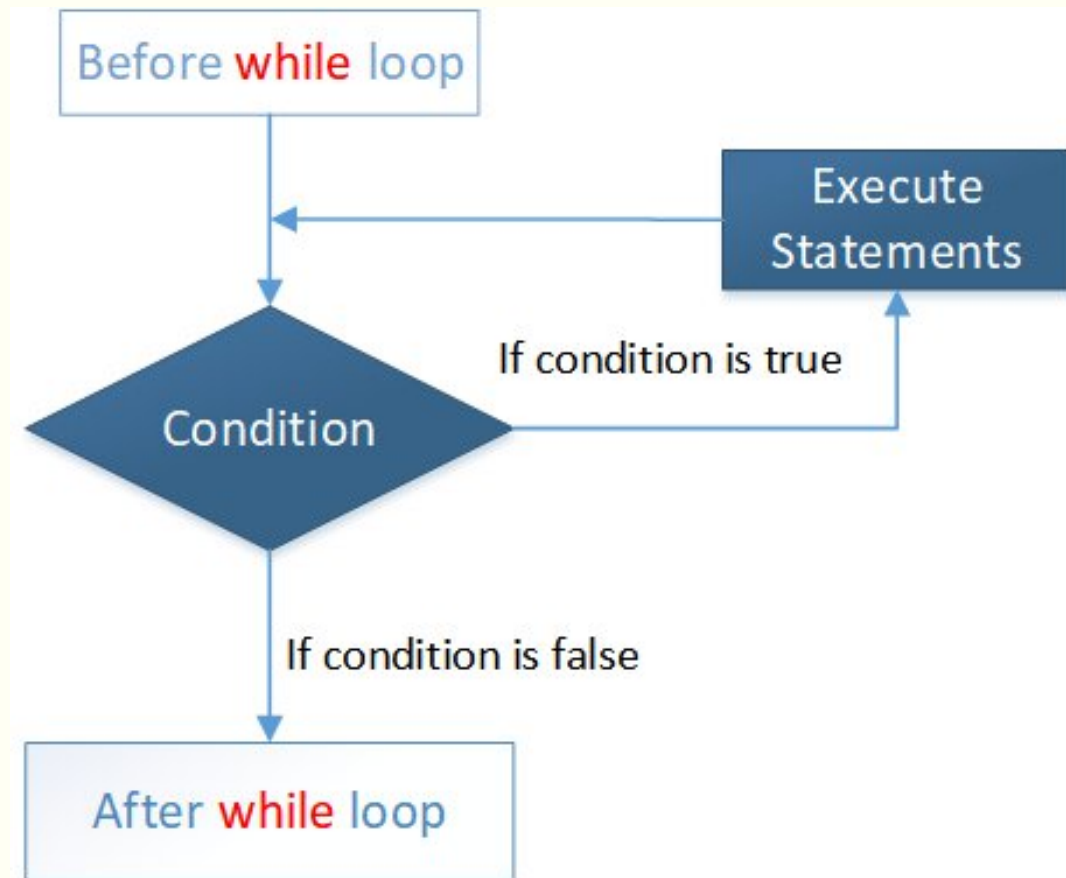 Before while loop
Execute
Statements
If condition is true
Condition
If condition is false
After while loop